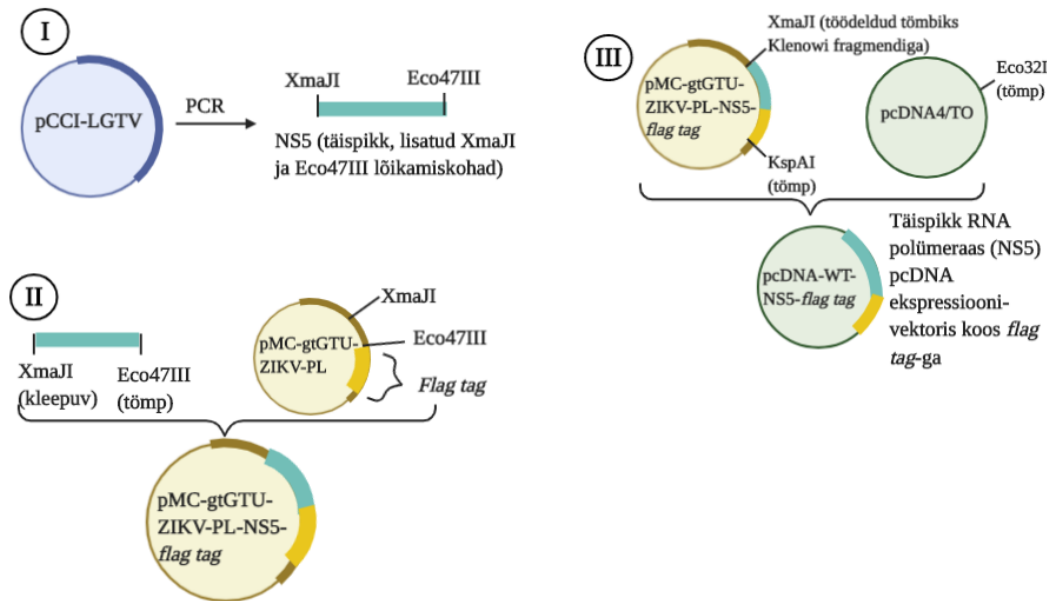 I
pCCI-LGTV
PCR
XmaJI
Eco47III
NS5 (täispikk, lisatud XmaJI
ja Eco47III lõikamiskohad)
II
XmaJI
(kleepuv)
Eco47III
(tömp)
pMC-gtGTU-
ZIKV-PL
XmaJI
Eco47III
Flag tag
pMC-gtGTU-
ZIKV-PL-NS5-
flag tag
III
XmaJI (töödeldud tömbiks
Klenowi fragmendiga)
pMC-gtGTU-
ZIKV-PL-NS5-
flag tag
KspAI
(tömp)
pcDNA4/TO
Eco32I
(tömp)
pcDNA-WT-
NS5-flag tag
Täispikk RNA
polümeraas (NS5)
pcDNA
ekspressiooni-
vektoris koos flag
tag-ga